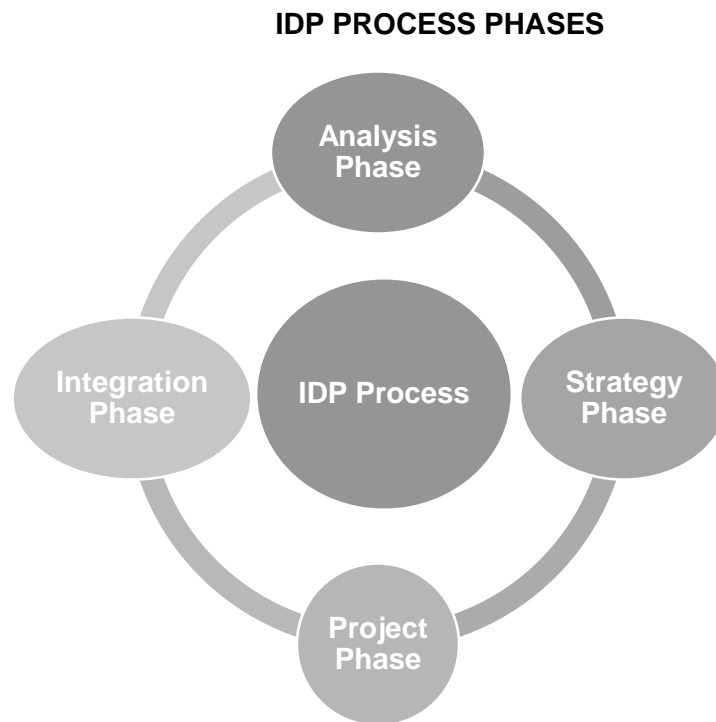 IDP PROCESS PHASES
Analysis
Phase
Integration
Phase
IDP Process
Strategy
Phase
Project
Phase